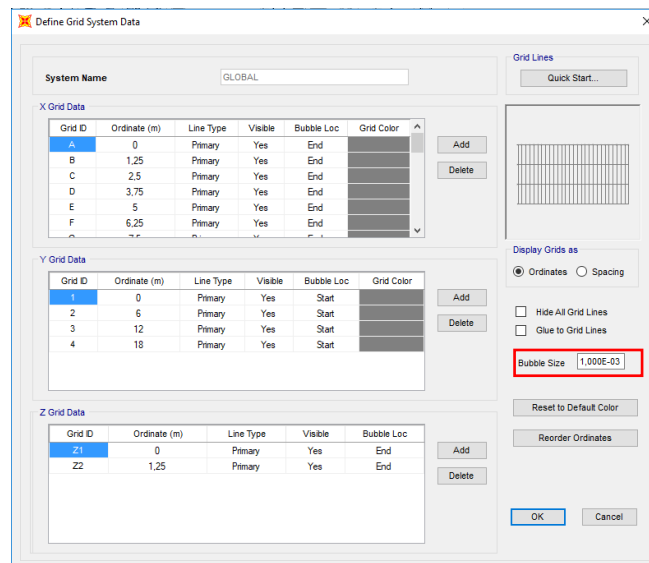 Define Grid System Data
System Name
GLOBAL
Grid Lines
Quick Start...
X Grid Data
Grid ID Ordinate (m) Line Type Visible Bubble Loc Grid Color
A 0 Primary Yes End
B 1,25 Primary Yes End
C 2,5 Primary Yes End
D 3,75 Primary Yes End
E 5 Primary Yes End
F 6,25 Primary Yes End
Add
Delete
Y Grid Data
Grid ID Ordinate (m) Line Type Visible Bubble Loc Grid Color
1 0 Primary Yes Start
2 6 Primary Yes Start
3 12 Primary Yes Start
4 18 Primary Yes Start
Add
Delete
Display Grids as
Ordinates Spacing
Hide All Grid Lines
Glue to Grid Lines
Bubble Size 1,000E-03
Z Grid Data
Grid ID Ordinate (m) Line Type Visible Bubble Loc
Z1 0 Primary Yes End
Z2 1,25 Primary Yes End
Add
Delete
Reset to Default Color
Reorder Ordinates
OK Cancel